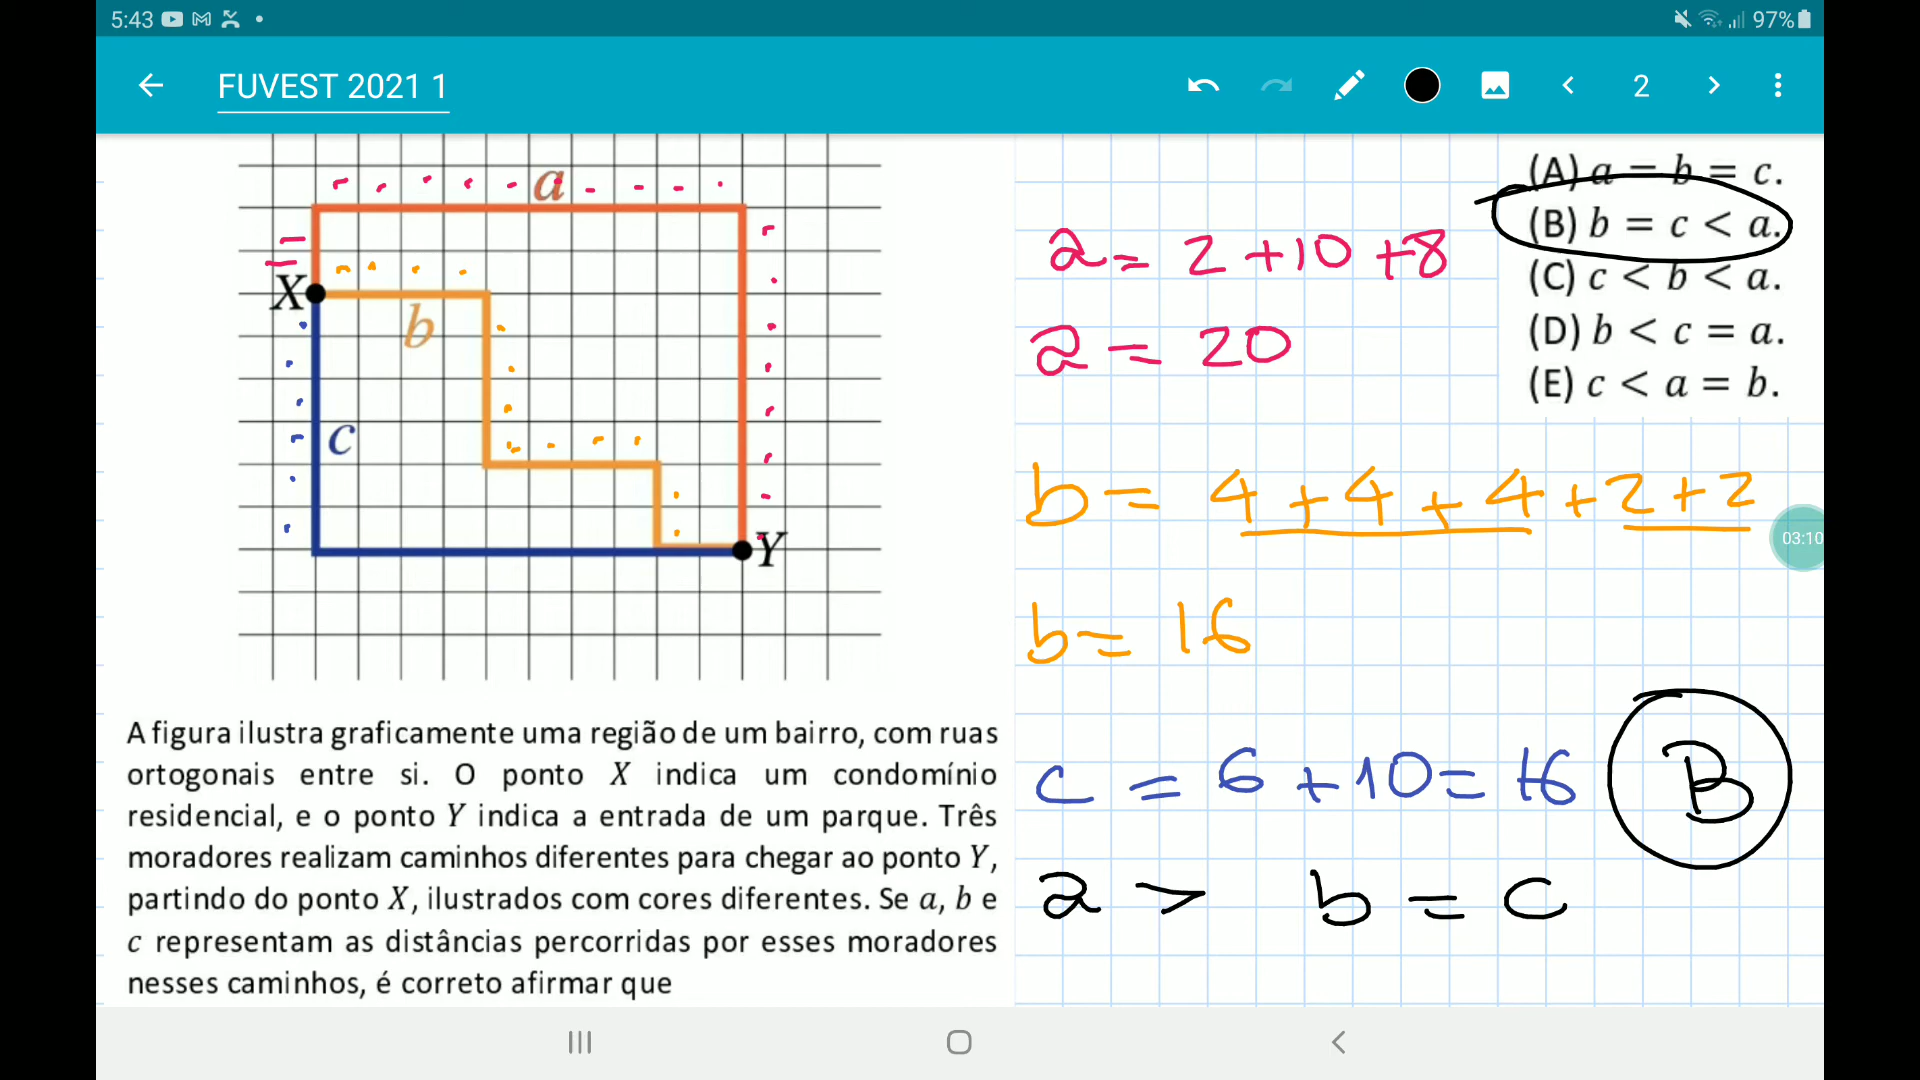 5:43
97%
FUVEST 2021 1
2
a
X
b
c
Y
A figura ilustra graficamente uma região de um bairro, com ruas
ortogonais entre si. O ponto X indica um condomínio
residencial, e o ponto Y indica a entrada de um parque. Três
moradores realizam caminhos diferentes para chegar ao ponto Y,
partindo do ponto X, ilustrados com cores diferentes. Se a, b e
c representam as distâncias percorridas por esses moradores
nesses caminhos, é correto afirmar que
(A) a = b = c.
(B) b = c < a.
(C) c < b < a.
(D) b < c = a.
(E) c < a = b.
a = 2 + 10 + 8
a = 20
b = 4 + 4 + 4 + 2 + 2
03:10
b = 16
c = 6 + 10 = 16
B
a > b = c